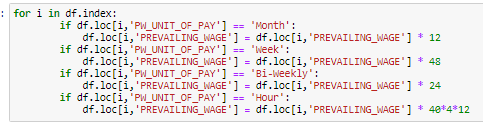 : for i in df.index:
if df.loc[i,'PW_UNIT_OF_PAY'] == 'Month':
df.loc[i,'PREVAILING_WAGE'] = df.loc[i,'PREVAILING_WAGE'] * 12
if df.loc[i,'PW_UNIT_OF_PAY'] == 'Week':
df.loc[i,'PREVAILING_WAGE'] = df.loc[i,'PREVAILING_WAGE'] * 48
if df.loc[i,'PW_UNIT_OF_PAY'] == 'Bi-Weekly':
df.loc[i,'PREVAILING_WAGE'] = df.loc[i,'PREVAILING_WAGE'] * 24
if df.loc[i,'PW_UNIT_OF_PAY'] == 'Hour':
df.loc[i,'PREVAILING_WAGE'] = df.loc[i,'PREVAILING_WAGE'] * 40*4*12